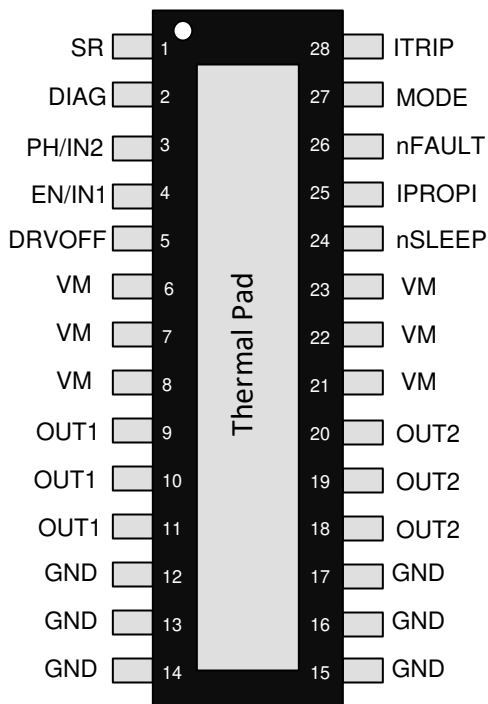 SR 1 28 ITRIP
DIAG 2 27 MODE
PH/IN2 3 26 nFAULT
EN/IN1 4 25 IPROPI
DRVOFF 5 24 nSLEEP
VM 6 23 VM
VM 7 22 VM
VM 8 21 VM
OUT1 9 20 OUT2
OUT1 10 19 OUT2
OUT1 11 18 OUT2
GND 12 17 GND
GND 13 16 GND
GND 14 15 GND
Thermal Pad